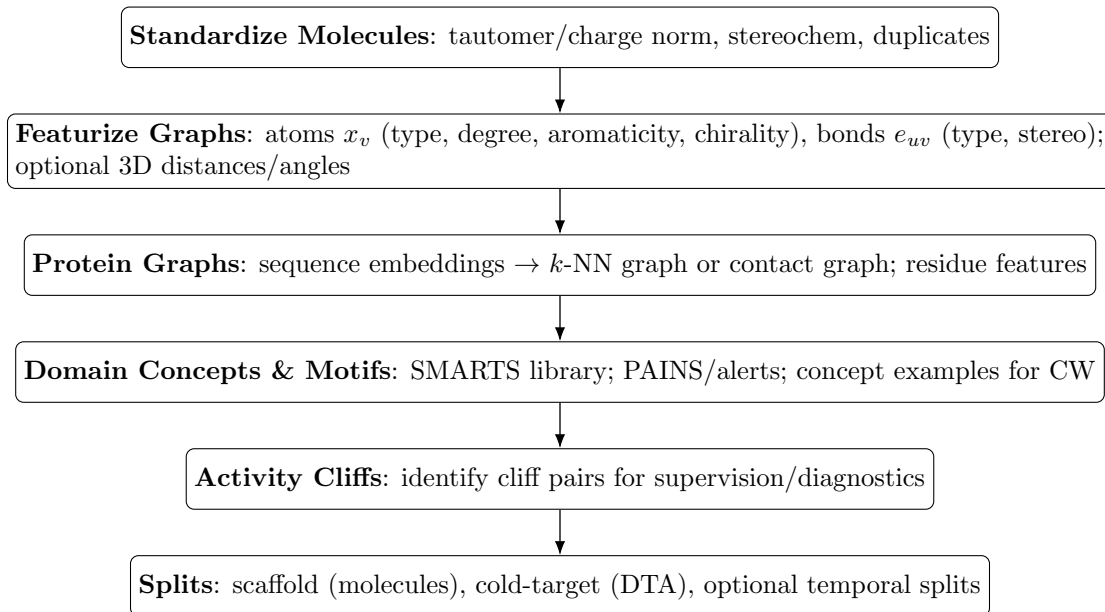 Standardize Molecules: tautomer/charge norm, stereochem, duplicates
Featurize Graphs: atoms x_v (type, degree, aromaticity, chirality), bonds e_{uv} (type, stereo);
optional 3D distances/angles
Protein Graphs: sequence embeddings → k-NN graph or contact graph; residue features
Domain Concepts & Motifs: SMARTS library; PAINS/alerts; concept examples for CW
Activity Cliffs: identify cliff pairs for supervision/diagnostics
Splits: scaffold (molecules), cold-target (DTA), optional temporal splits